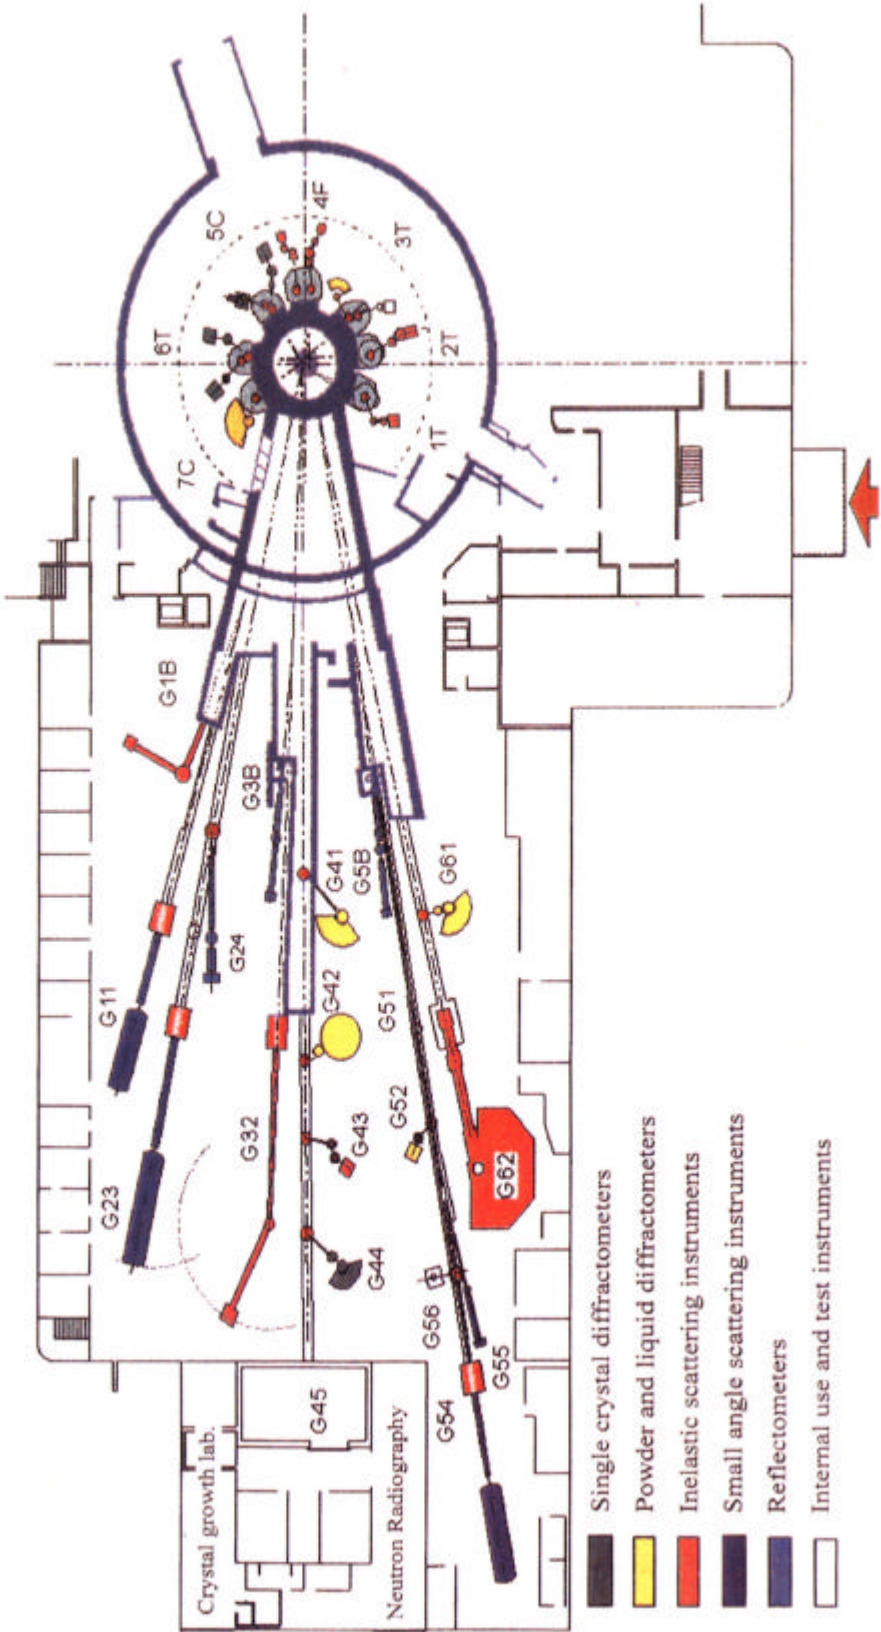 5C
4F
6T
3T
2T
7C
1T
G1B
G3B
G41
G5B
G61
G24
G11
G42
G51
G32
G52
G43
G23
G62
G44
G56
G55
G54
G45
Crystal growth lab.
Neutron Radiography
Single crystal diffractometers
Powder and liquid diffractometers
Inelastic scattering instruments
Small angle scattering instruments
Reflectometers
Internal use and test instruments